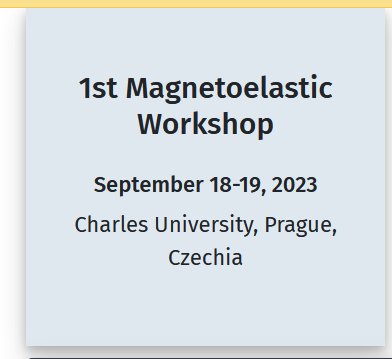 1st Magnetoelastic
Workshop
September 18-19, 2023
Charles University, Prague,
Czechia